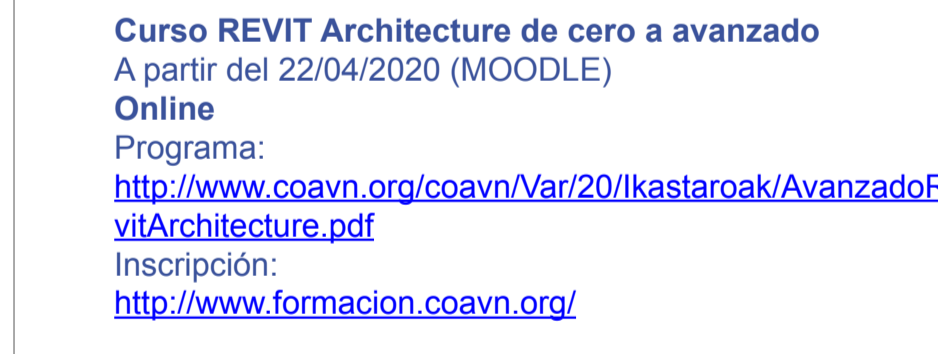 Curso REVIT Architecture de cero a avanzado
A partir del 22/04/2020 (MOODLE)
Online
Programa:
http://www.coavn.org/coavn/Var/20/Ikastaroak/AvanzadoR
vitArchitecture.pdf
Inscripción:
http://www.formacion.coavn.org/